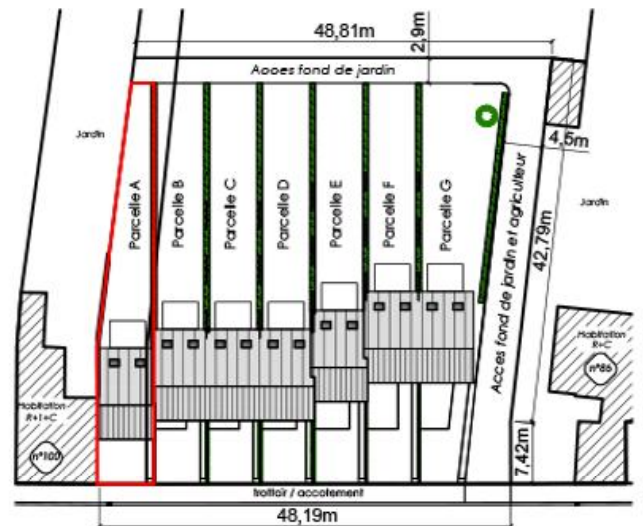 48,81m
2,9m
Acces fond de jardin
Jardin
4,5m
Parcelle A
Parcelle B
Parcelle C
Parcelle D
Parcelle E
Parcelle F
Parcelle G
Acces fond de jardin et agriculteur
42,79m
Jardin
Habitation
R+C
n°86
Habitation
R+1+C
n°100
7,42m
trottoir / accotement
48,19m